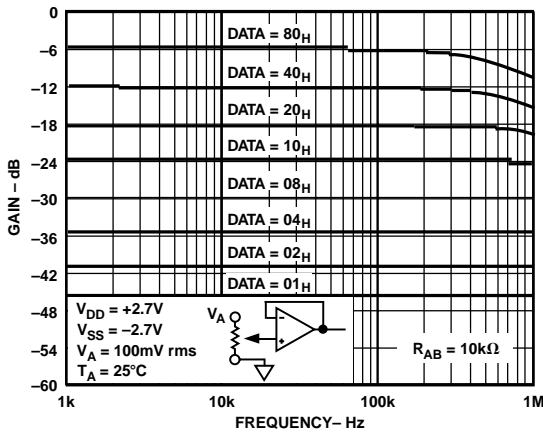 0
–6
–12
–18
–24
–30
–36
–42
–48
–54
–60
GAIN – dB
DATA = 80H
DATA = 40H
DATA = 20H
DATA = 10H
DATA = 08H
DATA = 04H
DATA = 02H
DATA = 01H
VDD = +2.7V
VSS = –2.7V
VA = 100mV rms
TA = 25°C
VA
–
+
RAB = 10kΩ
1k
10k
100k
1M
FREQUENCY– Hz